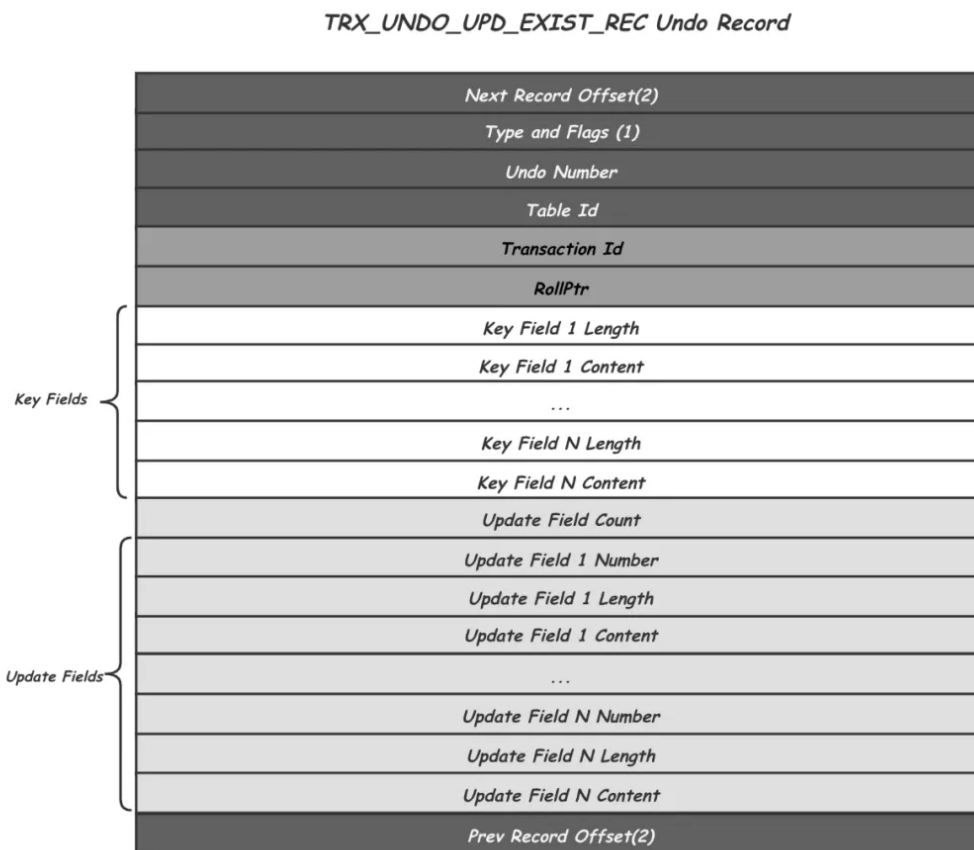 TRX_UNDO_UPD_EXIST_REC Undo Record
Next Record Offset(2)
Type and Flags (1)
Undo Number
Table Id
Transaction Id
RollPtr
Key Fields
Key Field 1 Length
Key Field 1 Content
...
Key Field N Length
Key Field N Content
Update Field Count
Update Fields
Update Field 1 Number
Update Field 1 Length
Update Field 1 Content
...
Update Field N Number
Update Field N Length
Update Field N Content
Prev Record Offset(2)